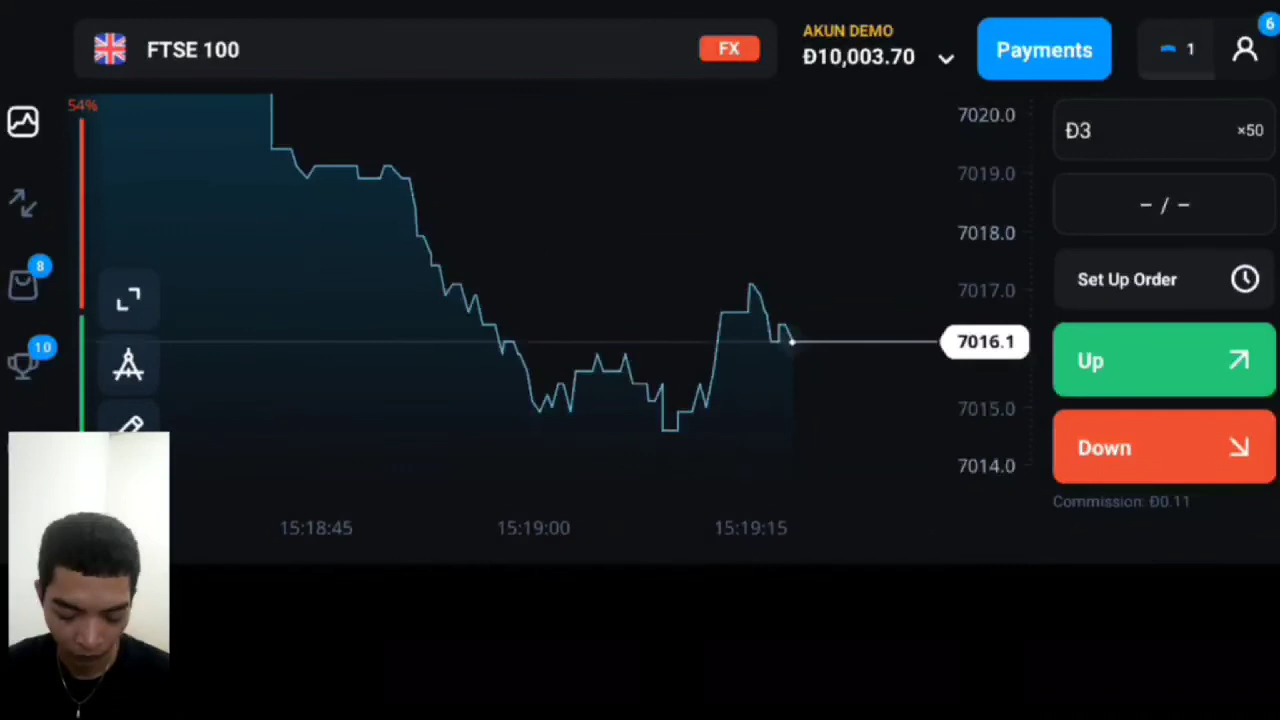 FTSE 100
FX
AKUN DEMO
Đ10,003.70
Payments
1
6
54%
8
10
7020.0
7019.0
7018.0
7017.0
7016.1
7015.0
7014.0
15:18:45
15:19:00
15:19:15
Đ3
×50
– / –
Set Up Order
Up
Down
Commission: Đ0.11